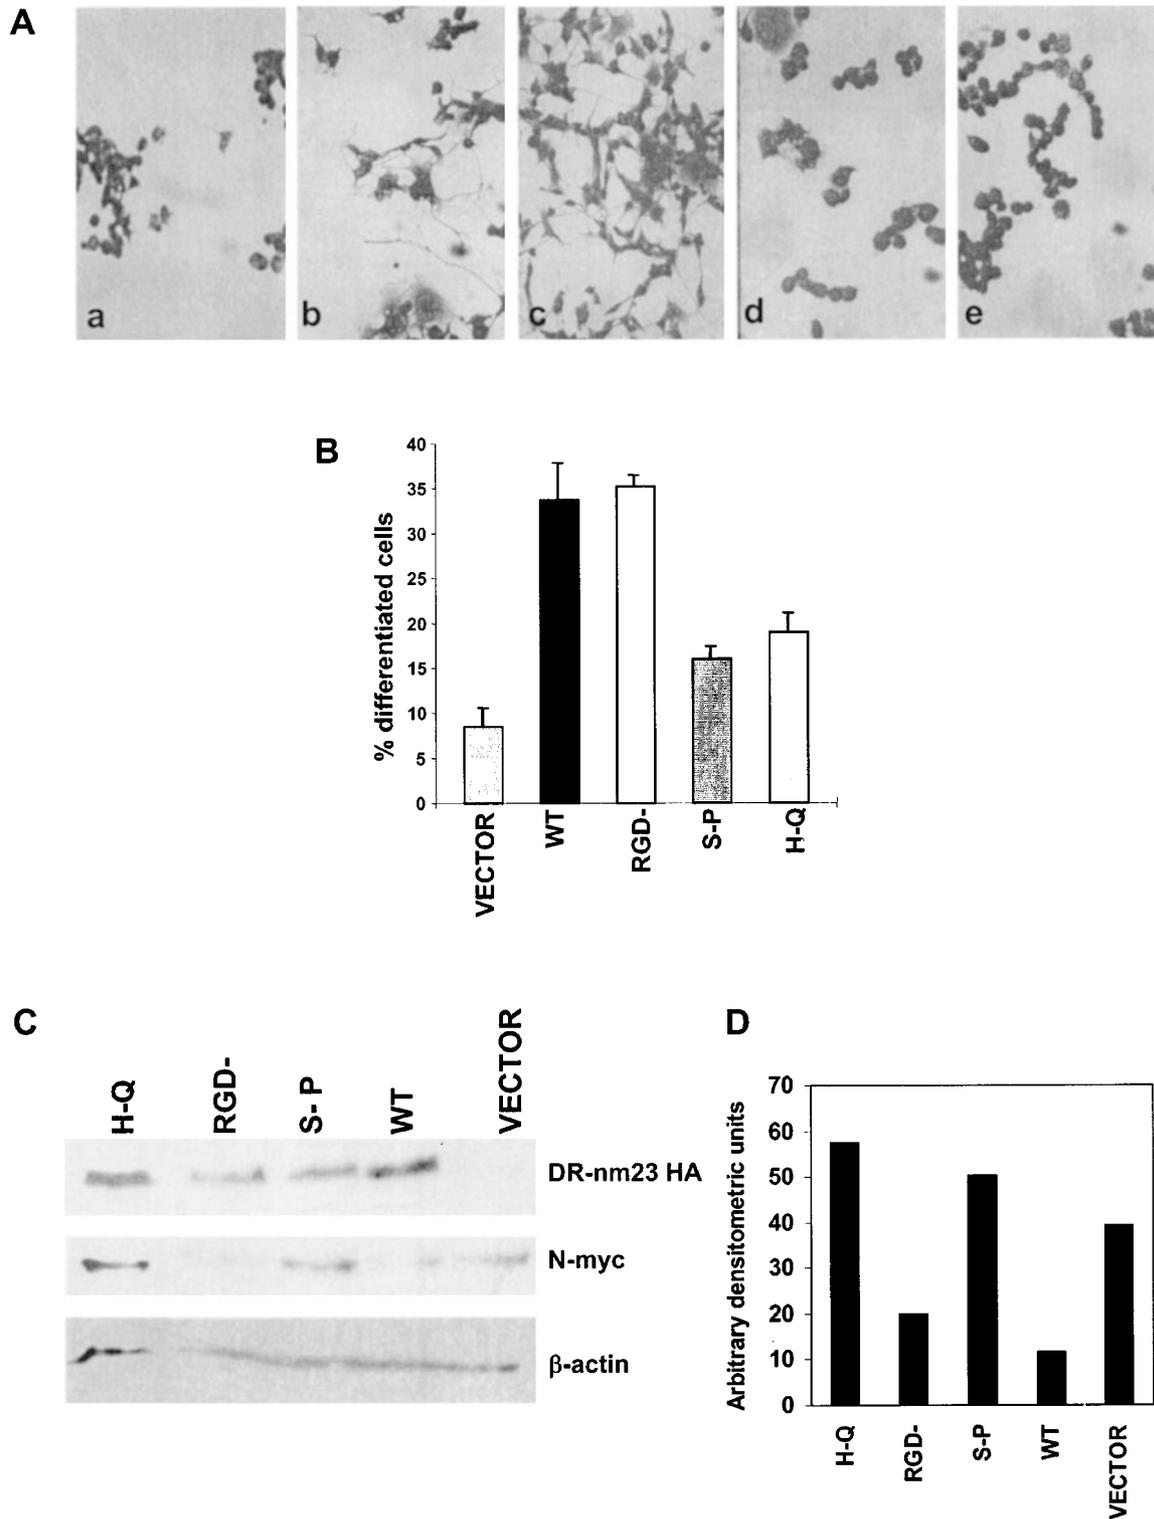 A
a
b
c
d
e
B
% differentiated cells
40
35
30
25
20
15
10
5
0
VECTOR
WT
RGD-
S-P
H-Q
C
H-Q
RGD-
S- P
WT
VECTOR
DR-nm23 HA
N-myc
β-actin
D
Arbitrary densitometric units
70
60
50
40
30
20
10
0
H-Q
RGD-
S-P
WT
VECTOR